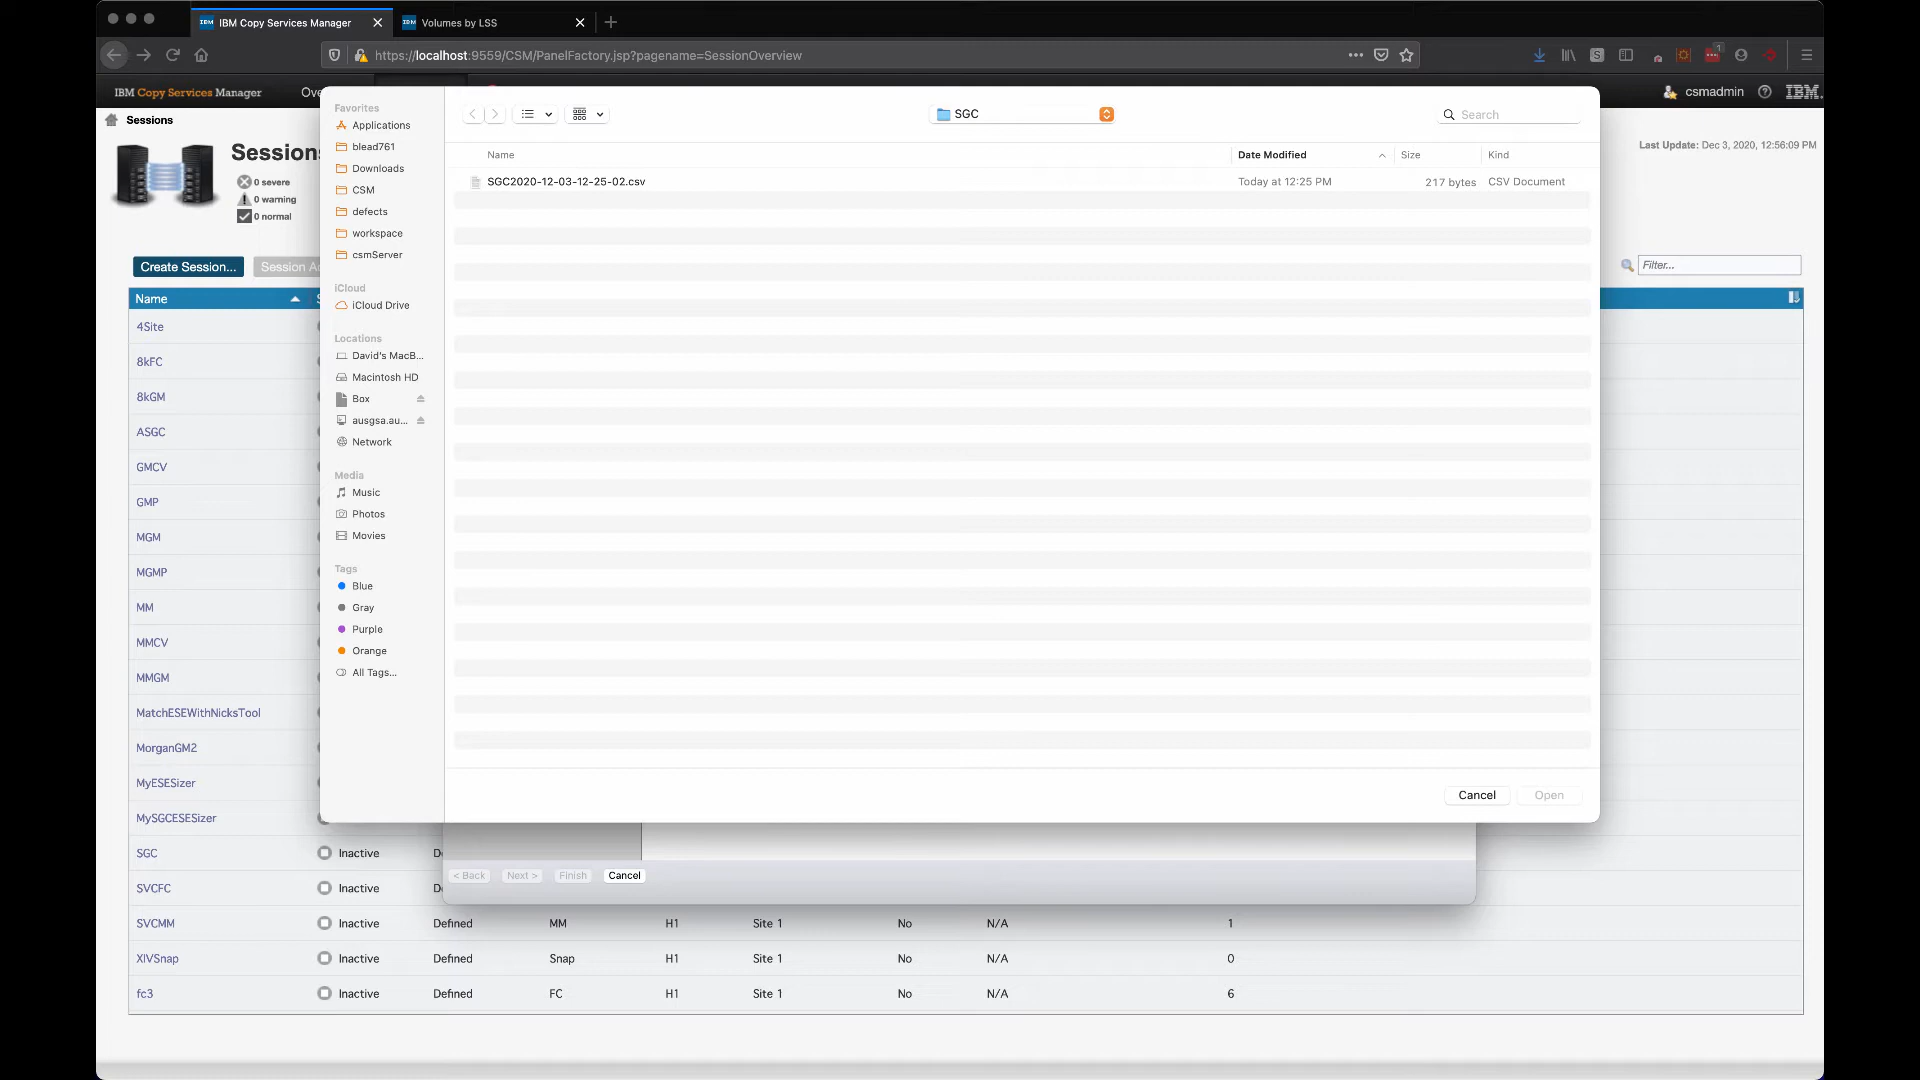 IBM Copy Services Manager
Volumes by LSS
https://localhost:9559/CSM/PanelFactory.jsp?pagename=SessionOverview
1
IBM Copy Services Manager
Ove
csmadmin
IBM.
Sessions
Last Update: Dec 3, 2020, 12:56:09 PM
Sessions
0 severe
0 warning
0 normal
Create Session...
Filter...
Name
4Site
8kFC
8kGM
ASGC
GMCV
GMP
MGM
MGMP
MM
MMCV
MMGM
MatchESEWithNicksTool
MorganGM2
MyESESizer
MySGCESESizer
SGC Inactive
SVCFC Inactive
SVCMM Inactive Defined MM H1 Site 1 No N/A 1
XIVSnap Inactive Defined Snap H1 Site 1 No N/A 0
fc3 Inactive Defined FC H1 Site 1 No N/A 6
Favorites
Applications
blead761
Downloads
CSM
defects
workspace
csmServer
iCloud
iCloud Drive
Locations
David's MacB...
Macintosh HD
Box
ausgsa.au...
Network
Media
Music
Photos
Movies
Tags
Blue
Gray
Purple
Orange
All Tags...
SGC
Search
Name Date Modified Size Kind
SGC2020-12-03-12-25-02.csv Today at 12:25 PM 217 bytes CSV Document
Cancel Open
< Back Next > Finish Cancel